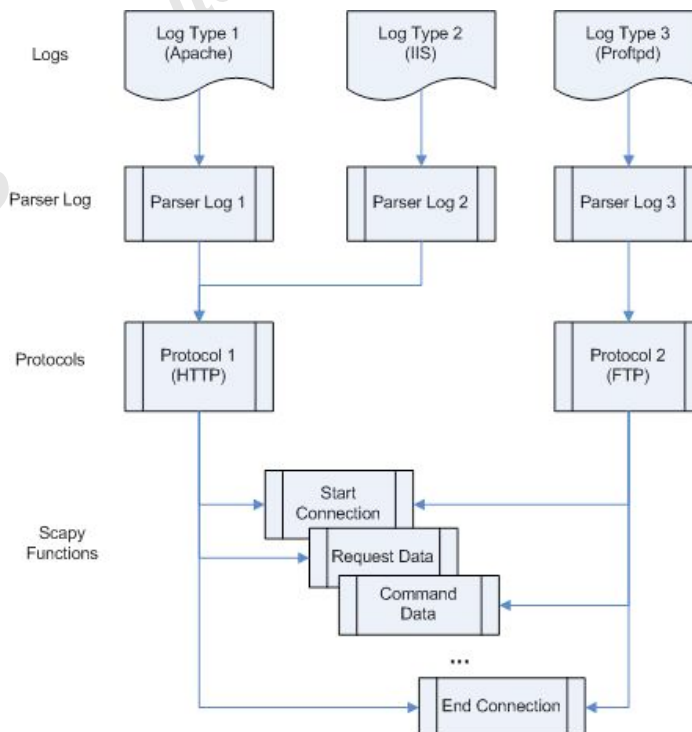 Logs
Log Type 1
(Apache)
Log Type 2
(IIS)
Log Type 3
(Proftpd)
Parser Log
Parser Log 1
Parser Log 2
Parser Log 3
Protocols
Protocol 1
(HTTP)
Protocol 2
(FTP)
Scapy
Functions
Start
Connection
Request Data
Command
Data
...
End Connection